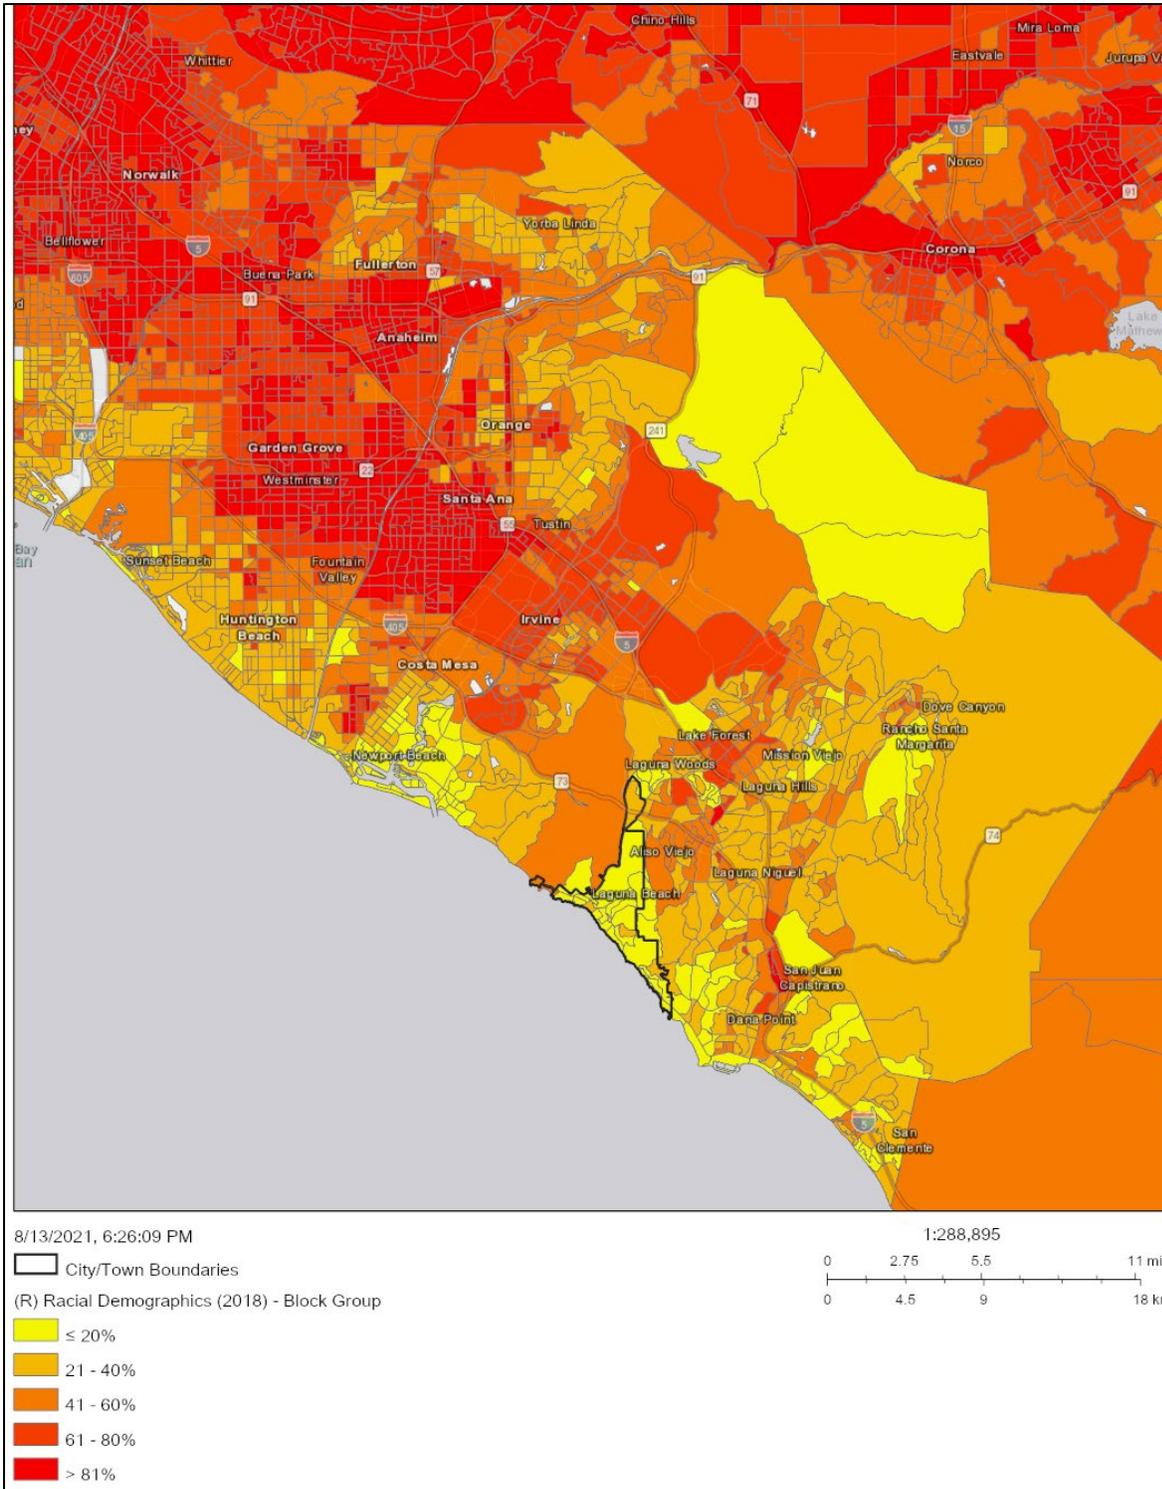 Chino Hills
Mira Loma
Whittier
Eastvale
Jurupa V
71
15
ney
Norco
Norwalk
91
Yorba Linda
Bellflower
5
Corona
Fullerton
605
Buena Park
57
91
91
d
Lake
Mathew
Anaheim
Orange
241
405
Garden Grove
22
Westminster
Santa Ana
55
Tustin
Bay
an
Sunset Beach
Fountain
Valley
Huntington
Beach
405
Irvine
5
Costa Mesa
Dove Canyon
Rancho Santa
Margarita
Lake Forest
Newport Beach
Mission Viejo
Laguna Woods
73
Laguna Hills
74
Aliso Viejo
Laguna Niguel
Laguna Beach
San Juan
Capistrano
Dana Point
5
San
Clemente
8/13/2021, 6:26:09 PM
1:288,895
City/Town Boundaries
0 2.75 5.5 11 mi
0 4.5 9 18 k
(R) Racial Demographics (2018) - Block Group
≤ 20%
21 - 40%
41 - 60%
61 - 80%
> 81%